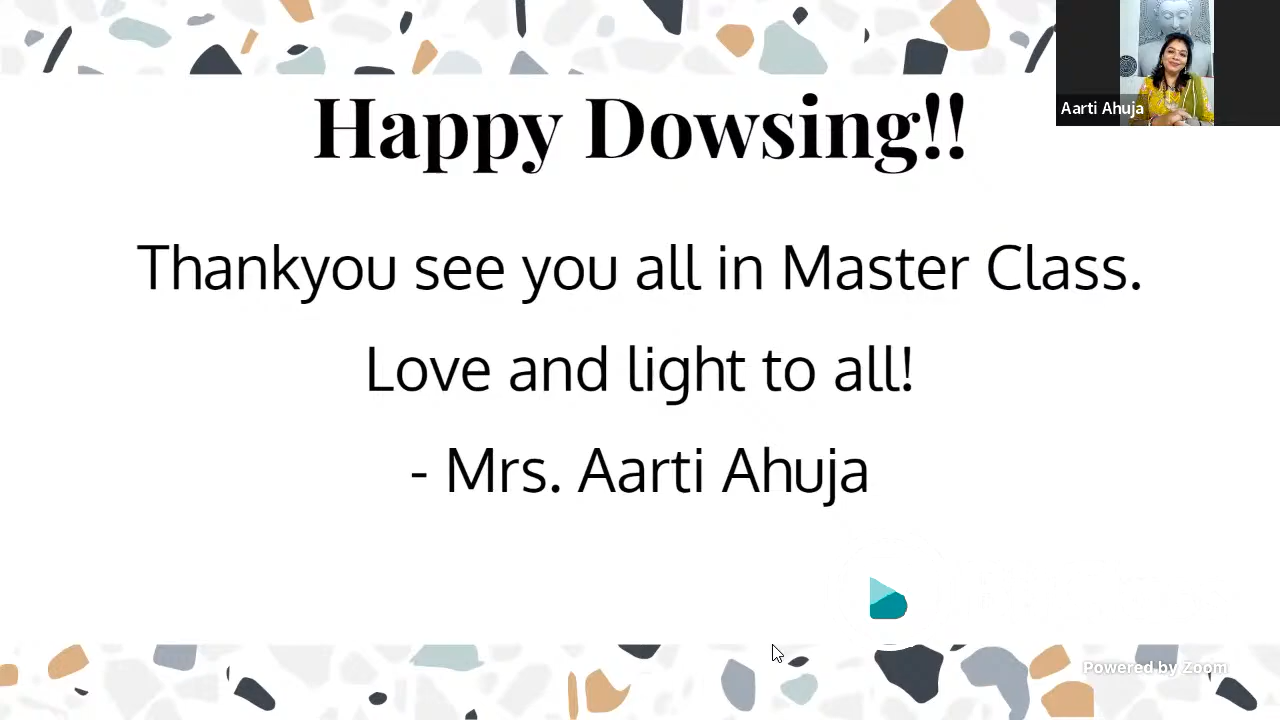 Aarti Ahuja
Happy Dowsing!!
Thankyou see you all in Master Class.
Love and light to all!
- Mrs. Aarti Ahuja
Powered by Zoom